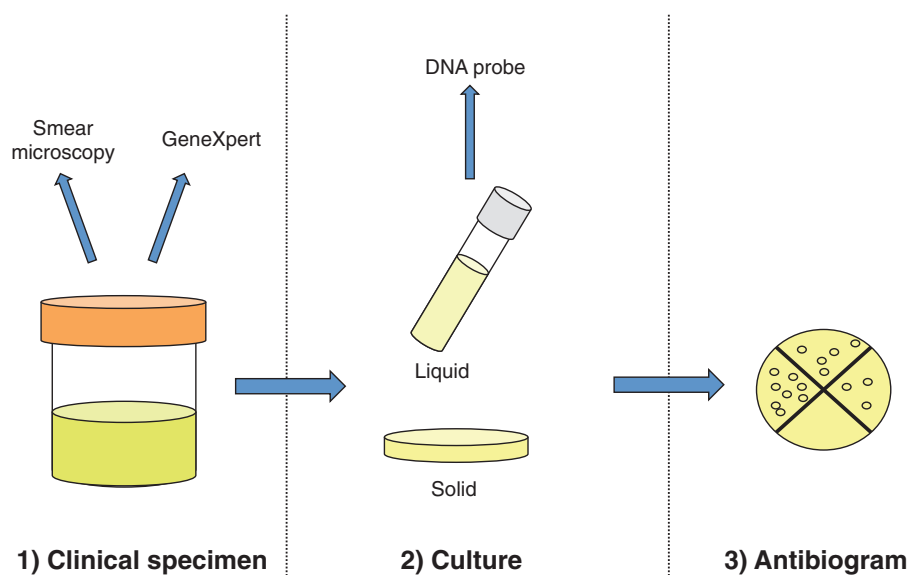 DNA probe
Smear
microscopy
GeneXpert
Liquid
Solid
1) Clinical specimen
2) Culture
3) Antibiogram